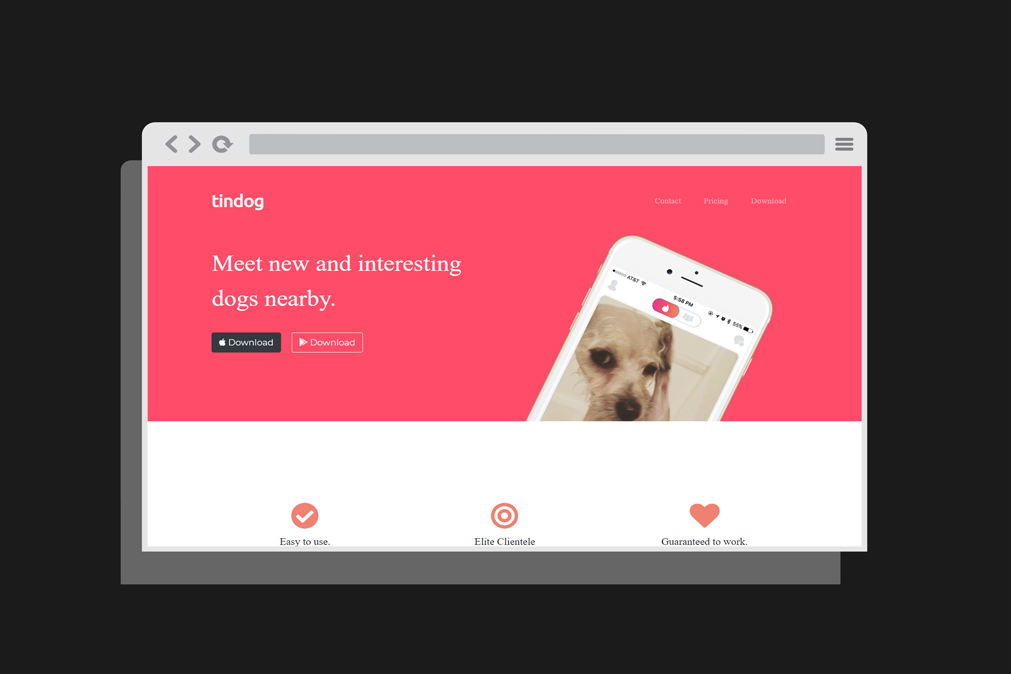 tindog
Contact Pricing Download
Meet new and interesting
dogs nearby.
Download Download
AT&T 5:58 PM 55%
Easy to use. Elite Clientele Guaranteed to work.